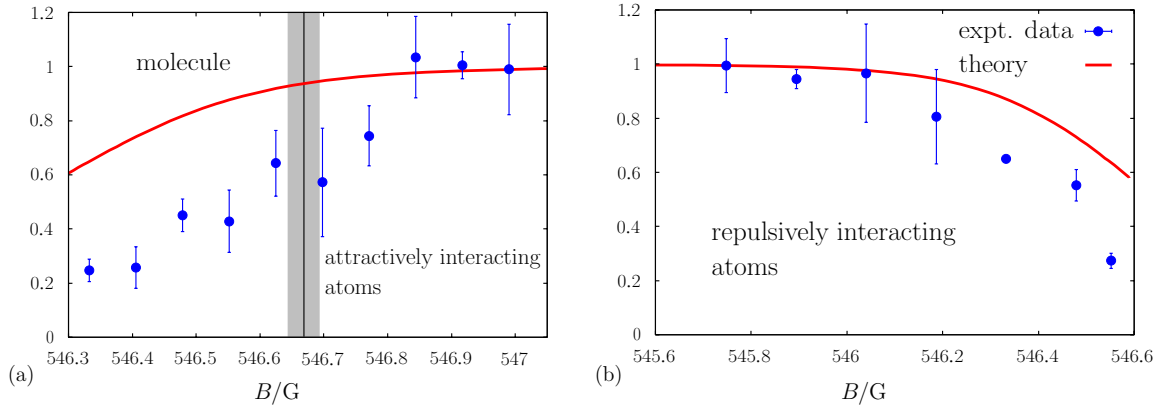 1.2
1
0.8
0.6
0.4
0.2
0
molecule
attractively interacting
atoms
546.3 546.4 546.5 546.6 546.7 546.8 546.9 547
(a)
B/G
1.2
1
0.8
0.6
0.4
0.2
0
expt. data
theory
repulsively interacting
atoms
545.6 545.8 546 546.2 546.4 546.6
(b)
B/G